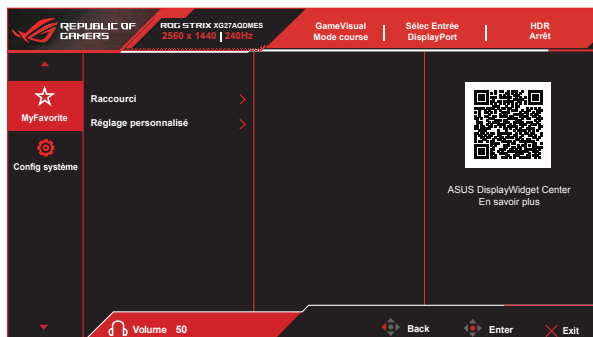 REPUBLIC OF
GAMERS
ROG STRIX XG27AQDMES
2560 x 1440 | 240Hz
GameVisual
Mode course
Sélec Entrée
DisplayPort
HDR
Arrêt
MyFavorite
Config système
Raccourci
Réglage personnalisé
ASUS DisplayWidget Center
En savoir plus
Volume 50
Back
Enter
Exit